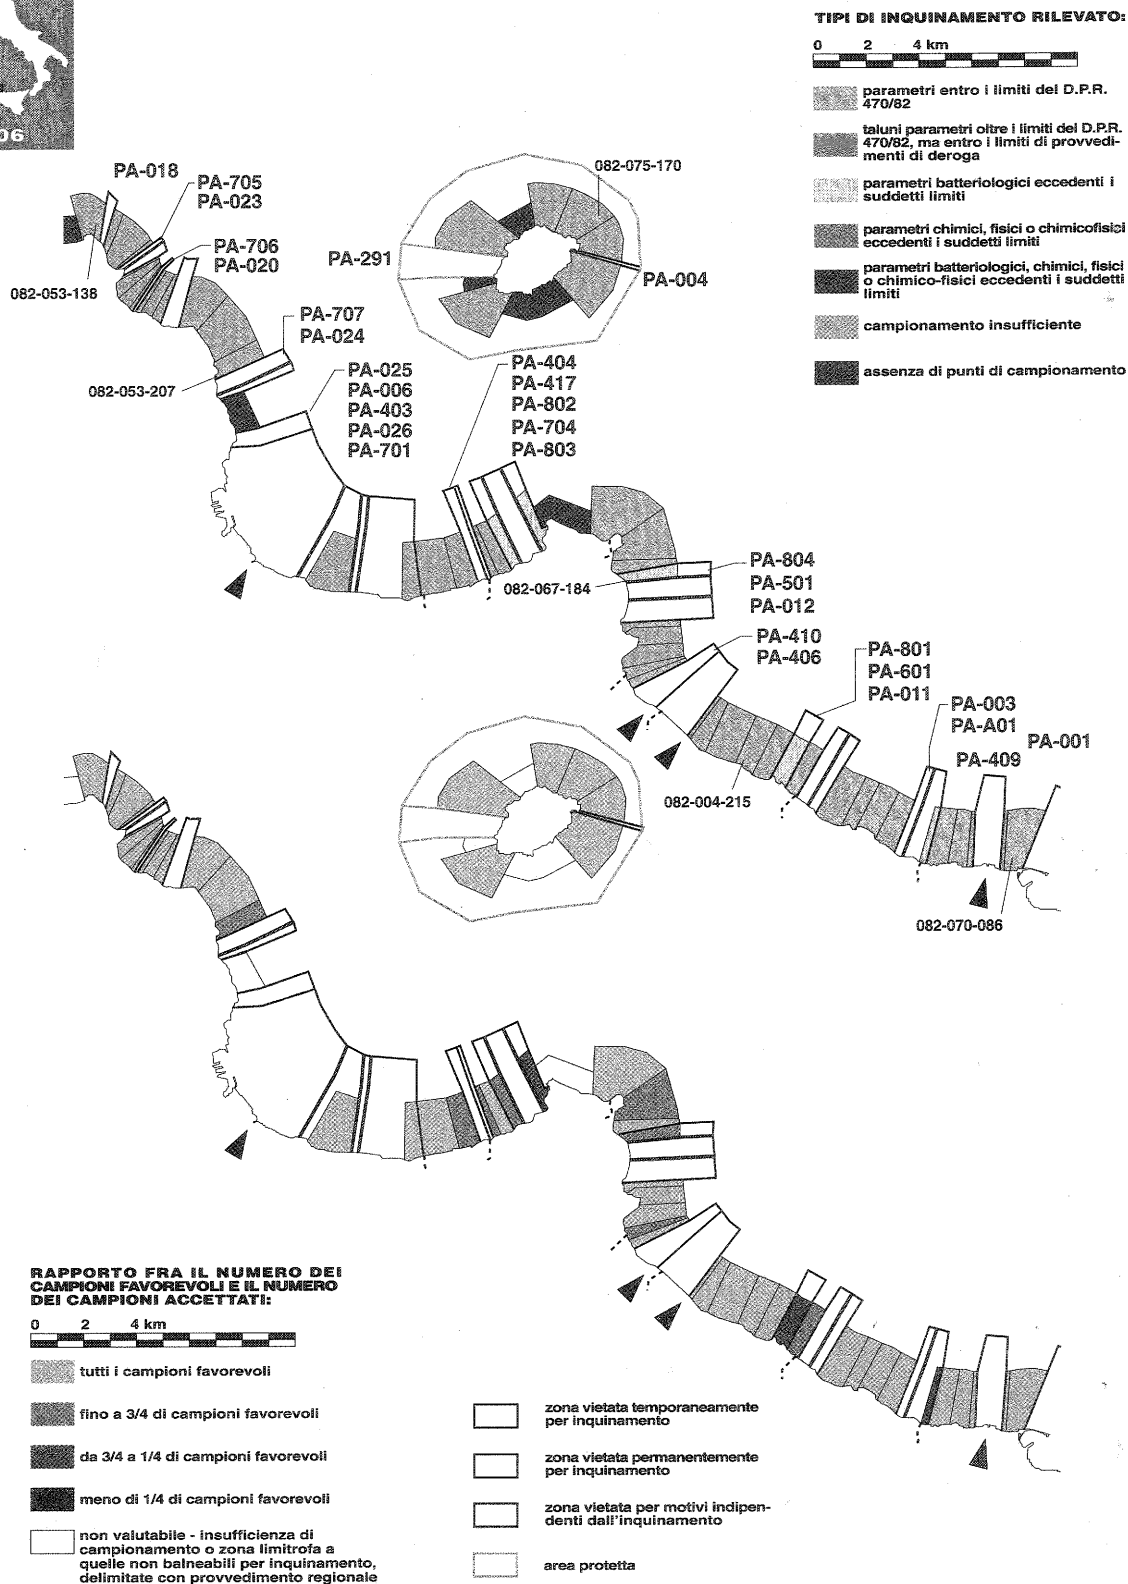 TIPI DI INQUINAMENTO RILEVATO:
0 2 4 km
parametri entro i limiti del D.P.R.
470/82
taluni parametri oltre i limiti del D.P.R.
470/82, ma entro i limiti di provvedi-
menti di deroga
parametri batteriologici eccedenti i
suddetti limiti
parametri chimici, fisici o chimicofisici
eccedenti i suddetti limiti
parametri batteriologici, chimici, fisici
o chimico-fisici eccedenti i suddetti
limiti
campionamento insufficiente
assenza di punti di campionamento
06
PA-018
PA-705
PA-023
PA-706
PA-020
082-053-138
PA-707
PA-024
082-053-207
082-075-170
PA-291
PA-004
PA-025
PA-006
PA-403
PA-026
PA-701
PA-404
PA-417
PA-802
PA-704
PA-803
082-067-184
PA-804
PA-501
PA-012
PA-410
PA-406
PA-801
PA-601
PA-011
PA-003
PA-A01
PA-001
PA-409
082-004-215
082-070-086
RAPPORTO FRA IL NUMERO DEI
CAMPIONI FAVOREVOLI E IL NUMERO
DEI CAMPIONI ACCETTATI:
0 2 4 km
tutti i campioni favorevoli
fino a 3/4 di campioni favorevoli
da 3/4 a 1/4 di campioni favorevoli
meno di 1/4 di campioni favorevoli
non valutabile - insufficienza di
campionamento o zona limitrofa a
quelle non balneabili per inquinamento,
delimitate con provvedimento regionale
zona vietata temporaneamente
per inquinamento
zona vietata permanentemente
per inquinamento
zona vietata per motivi indipen-
denti dall'inquinamento
area protetta